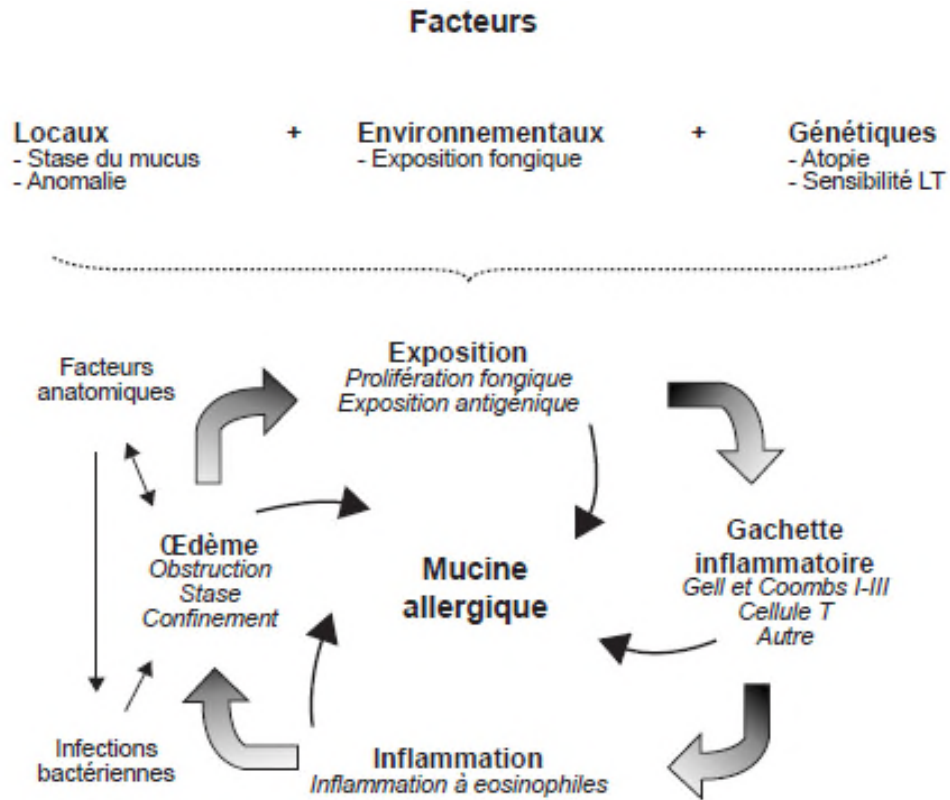 Facteurs
Locaux + Environnementaux + Génétiques
- Stase du mucus
- Anomalie
- Exposition fongique
- Atopie
- Sensibilité LT
Facteurs
anatomiques
Exposition
Prolifération fongique
Exposition antigénique
Œdème
Obstruction
Stase
Confinement
Mucine
allergique
Gachette
inflammatoire
Gell et Coombs I-III
Cellule T
Autre
Infections
bactériennes
Inflammation
Inflammation à eosinophiles